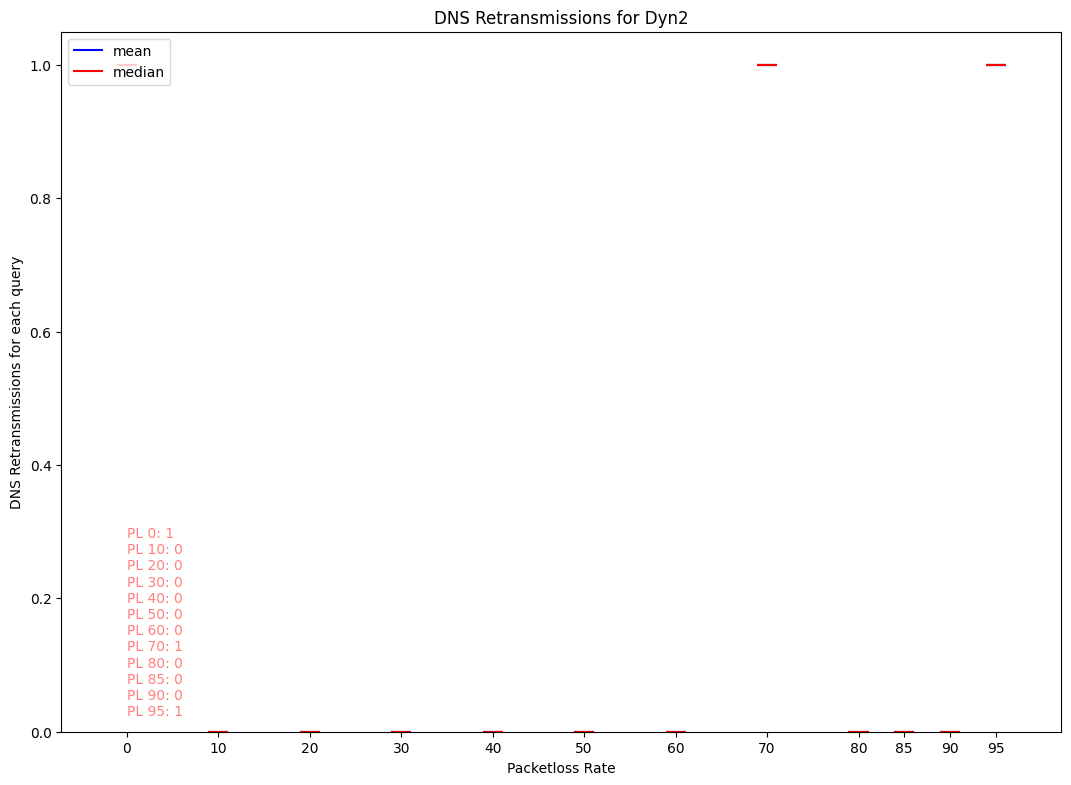 DNS Retransmissions for Dyn2
mean
median
DNS Retransmissions for each query
1.0
0.8
0.6
0.4
0.2
0.0
PL 0: 1
PL 10: 0
PL 20: 0
PL 30: 0
PL 40: 0
PL 50: 0
PL 60: 0
PL 70: 1
PL 80: 0
PL 85: 0
PL 90: 0
PL 95: 1
0 10 20 30 40 50 60 70 80 85 90 95
Packetloss Rate